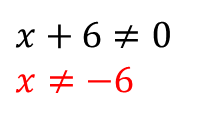 x + 6 ≠ 0
x ≠ −6